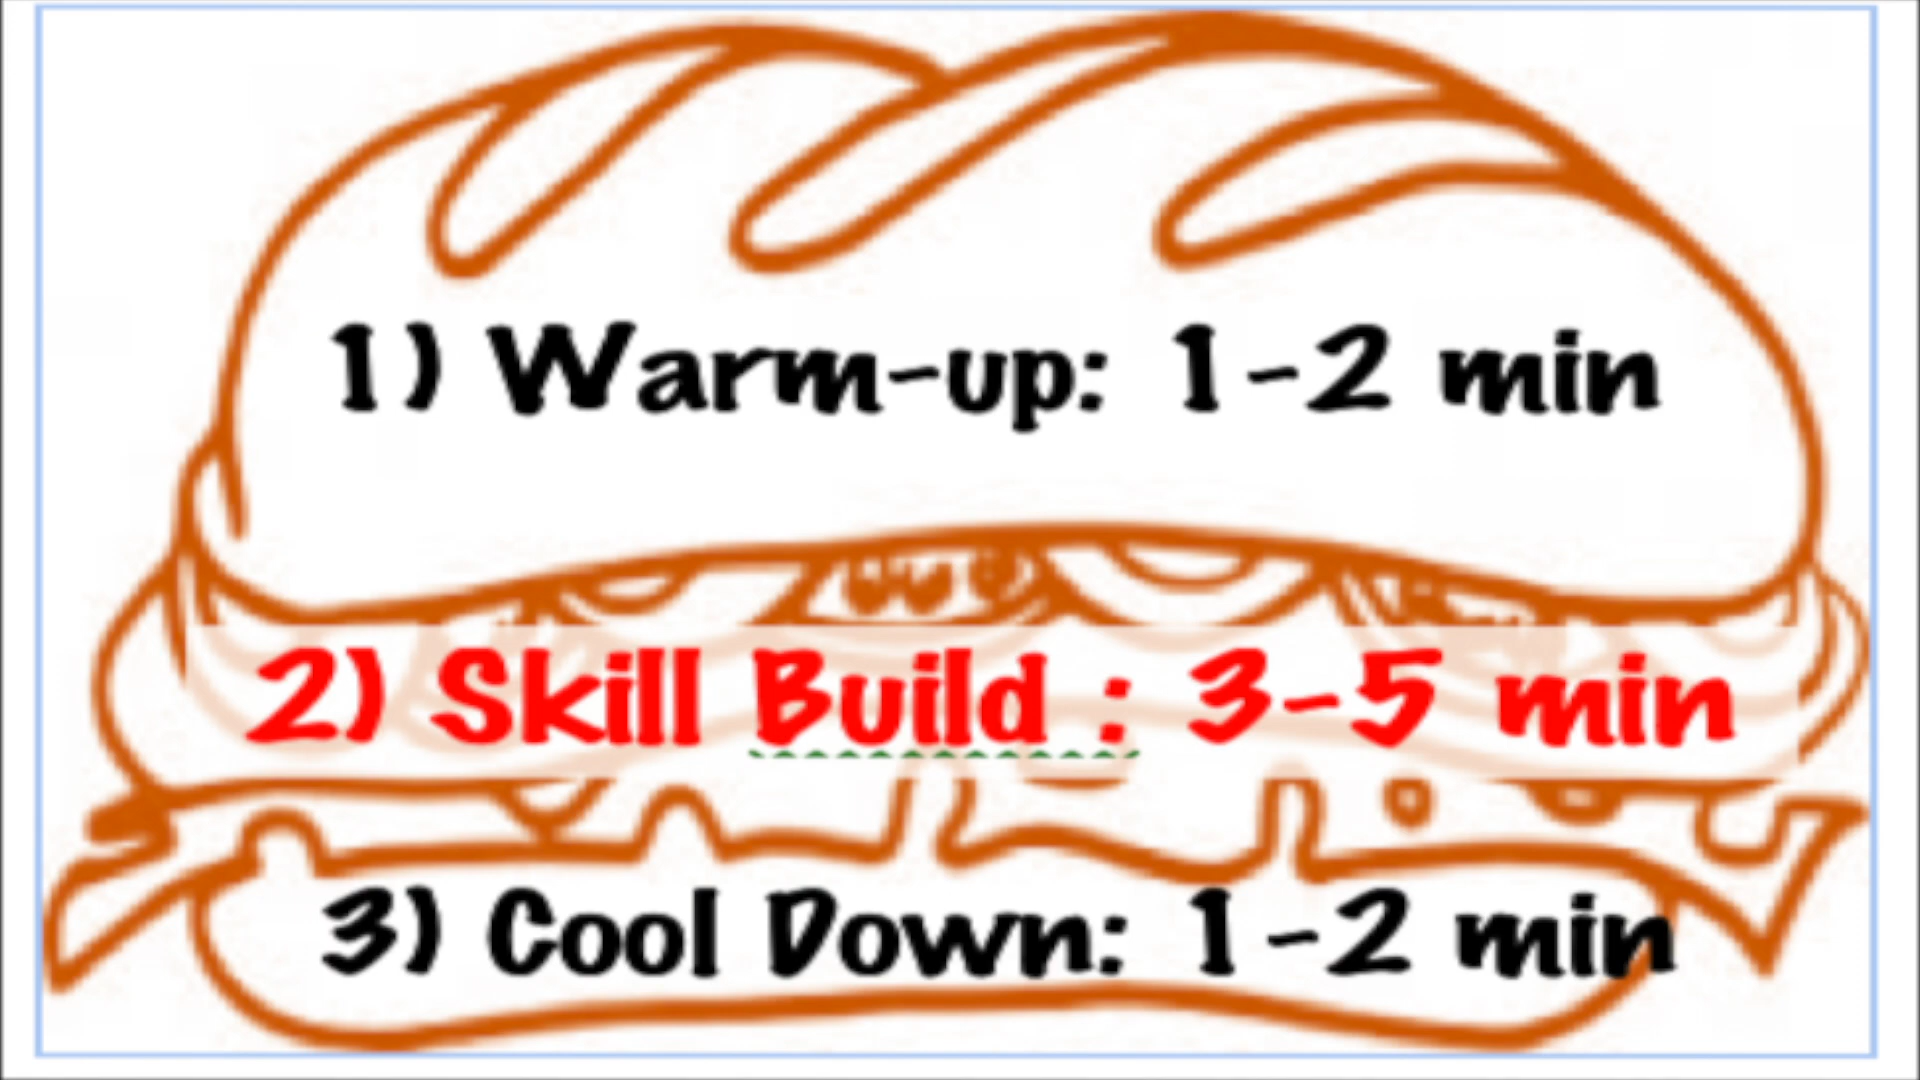 1) Warm-up: 1-2 min
2) Skill Build : 3-5 min
3) Cool Down: 1-2 min